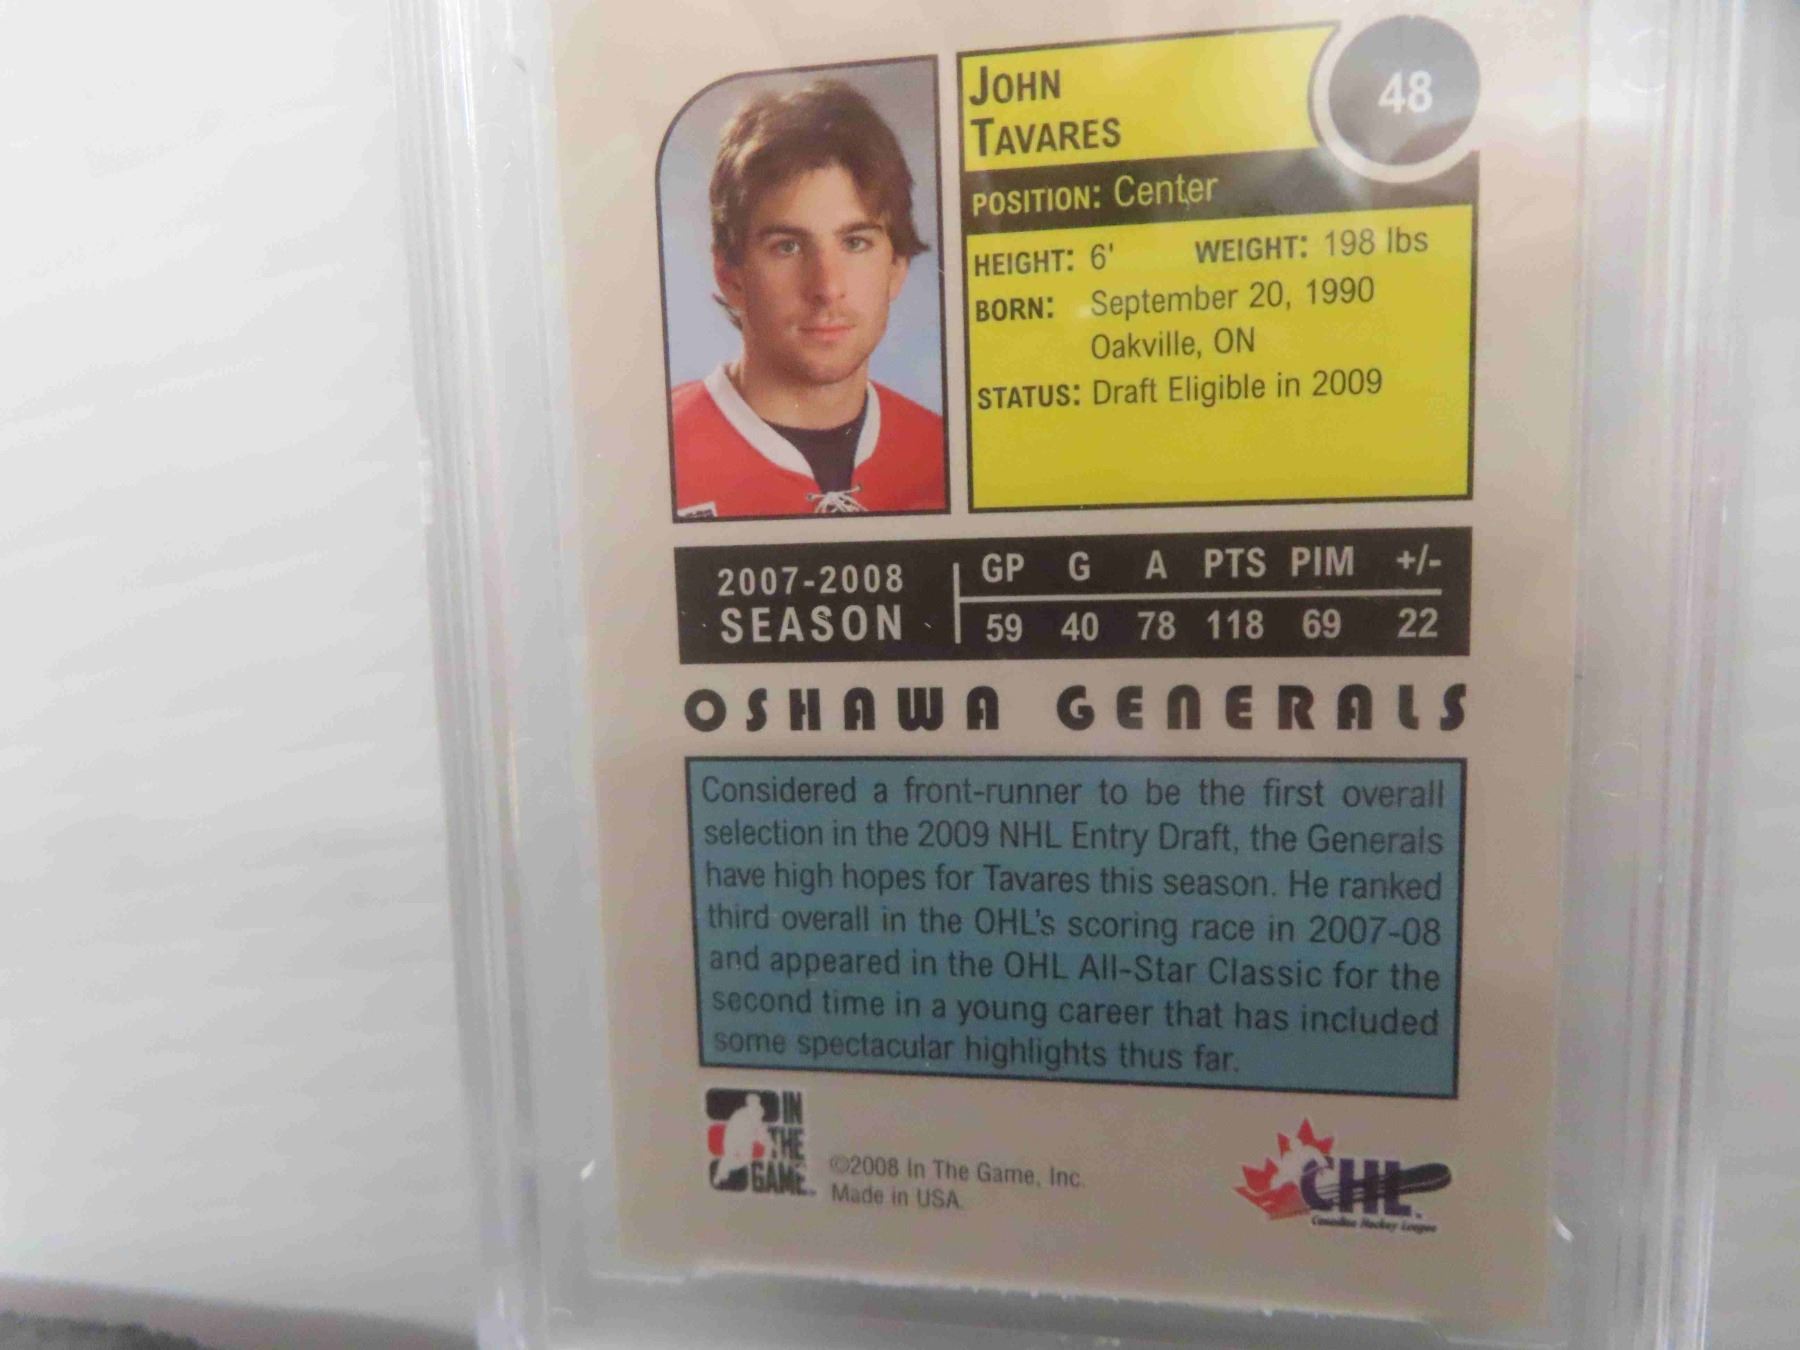 JOHN
TAVARES
48
POSITION: Center
HEIGHT: 6' WEIGHT: 198 lbs
BORN: September 20, 1990
Oakville, ON
STATUS: Draft Eligible in 2009
2007-2008
SEASON
GP G A PTS PIM +/-
59 40 78 118 69 22
OSHAWA GENERALS
Considered a front-runner to be the first overall
selection in the 2009 NHL Entry Draft, the Generals
have high hopes for Tavares this season. He ranked
third overall in the OHL's scoring race in 2007-08
and appeared in the OHL All-Star Classic for the
second time in a young career that has included
some spectacular highlights thus far.
IN
THE
GAME
©2008 In The Game, Inc.
Made in USA.
CHL
Canadian Hockey League